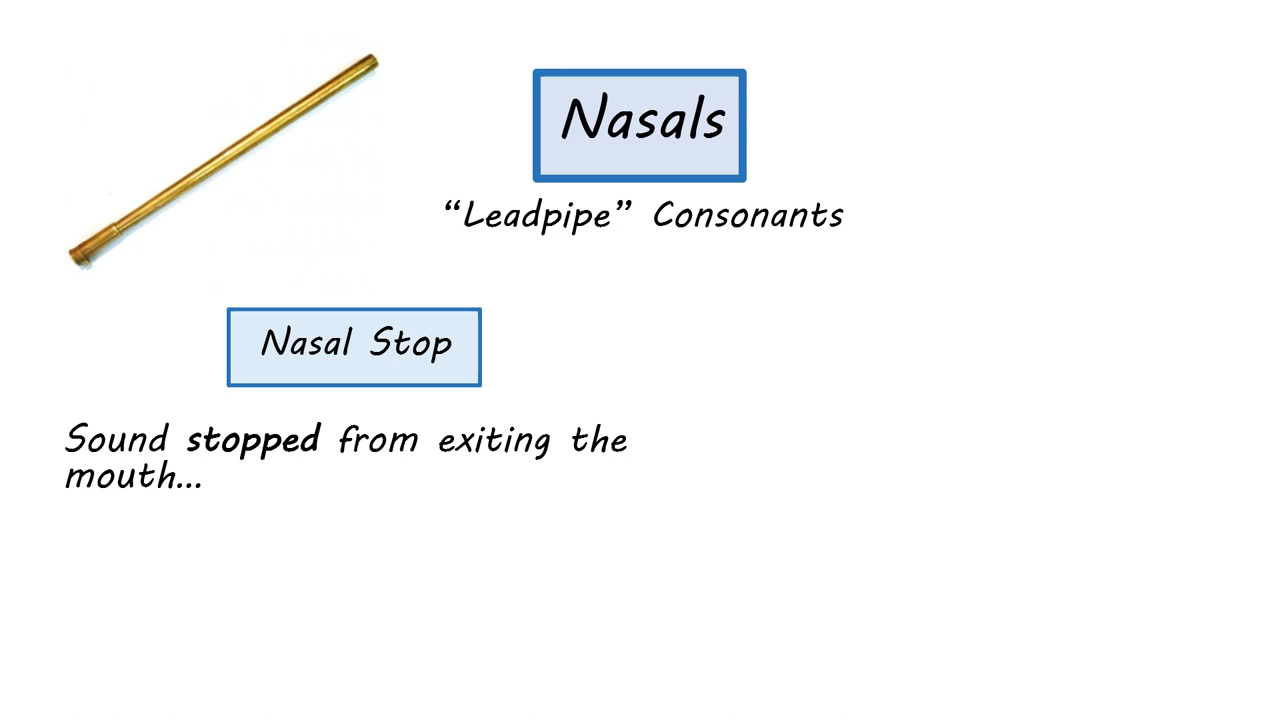 Nasals
“Leadpipe” Consonants
Nasal Stop
Sound stopped from exiting the
mouth...